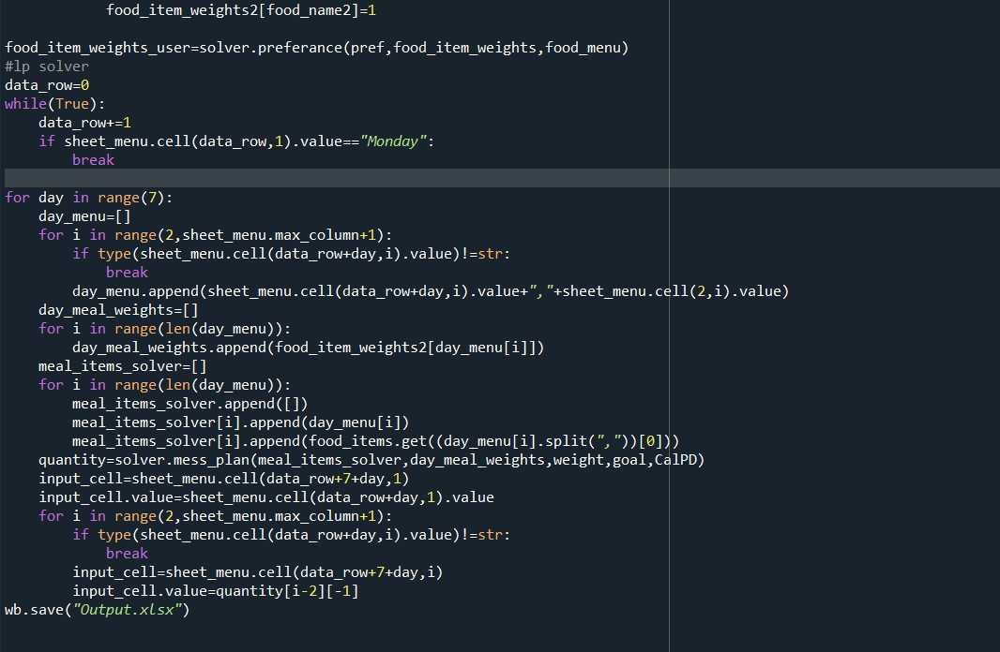 food_item_weights2[food_name2]=1

food_item_weights_user=solver.preferance(pref,food_item_weights,food_menu)
#lp solver
data_row=0
while(True):
    data_row+=1
    if sheet_menu.cell(data_row,1).value=="Monday":
        break

for day in range(7):
    day_menu=[]
    for i in range(2,sheet_menu.max_column+1):
        if type(sheet_menu.cell(data_row+day,i).value)!=str:
            break
        day_menu.append(sheet_menu.cell(data_row+day,i).value+","+sheet_menu.cell(2,i).value)
    day_meal_weights=[]
    for i in range(len(day_menu)):
        day_meal_weights.append(food_item_weights2[day_menu[i]])
    meal_items_solver=[]
    for i in range(len(day_menu)):
        meal_items_solver.append([])
        meal_items_solver[i].append(day_menu[i])
        meal_items_solver[i].append(food_items.get((day_menu[i].split(","))[0]))
    quantity=solver.mess_plan(meal_items_solver,day_meal_weights,weight,goal,CalPD)
    input_cell=sheet_menu.cell(data_row+7+day,1)
    input_cell.value=sheet_menu.cell(data_row+day,1).value
    for i in range(2,sheet_menu.max_column+1):
        if type(sheet_menu.cell(data_row+day,i).value)!=str:
            break
        input_cell=sheet_menu.cell(data_row+7+day,i)
        input_cell.value=quantity[i-2][-1]
wb.save("Output.xlsx")